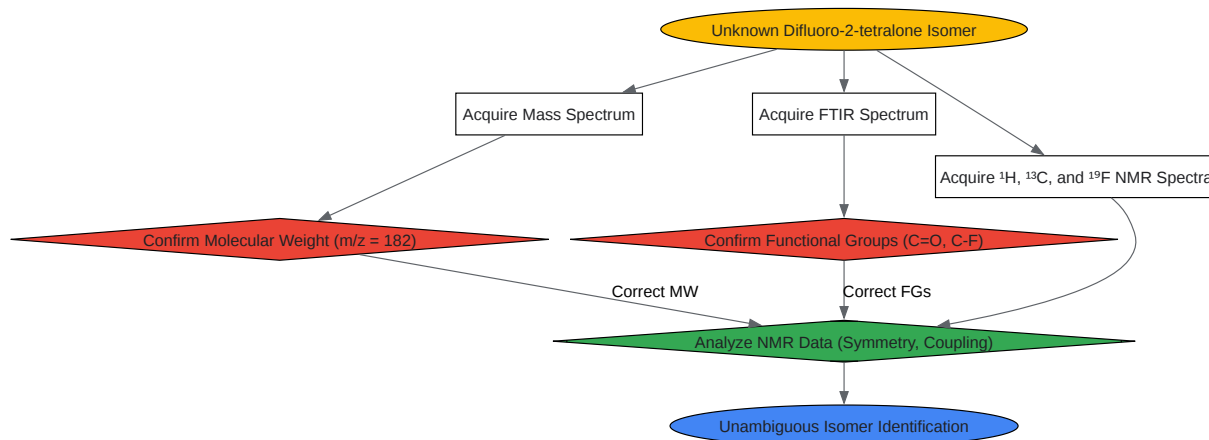 Unknown Difluoro-2-tetralone Isomer
Acquire Mass Spectrum
Acquire FTIR Spectrum
Acquire ¹H, ¹³C, and ¹⁹F NMR Spectra
Confirm Molecular Weight (m/z = 182)
Confirm Functional Groups (C=O, C-F)
Correct MW
Correct FGs
Analyze NMR Data (Symmetry, Coupling)
Unambiguous Isomer Identification